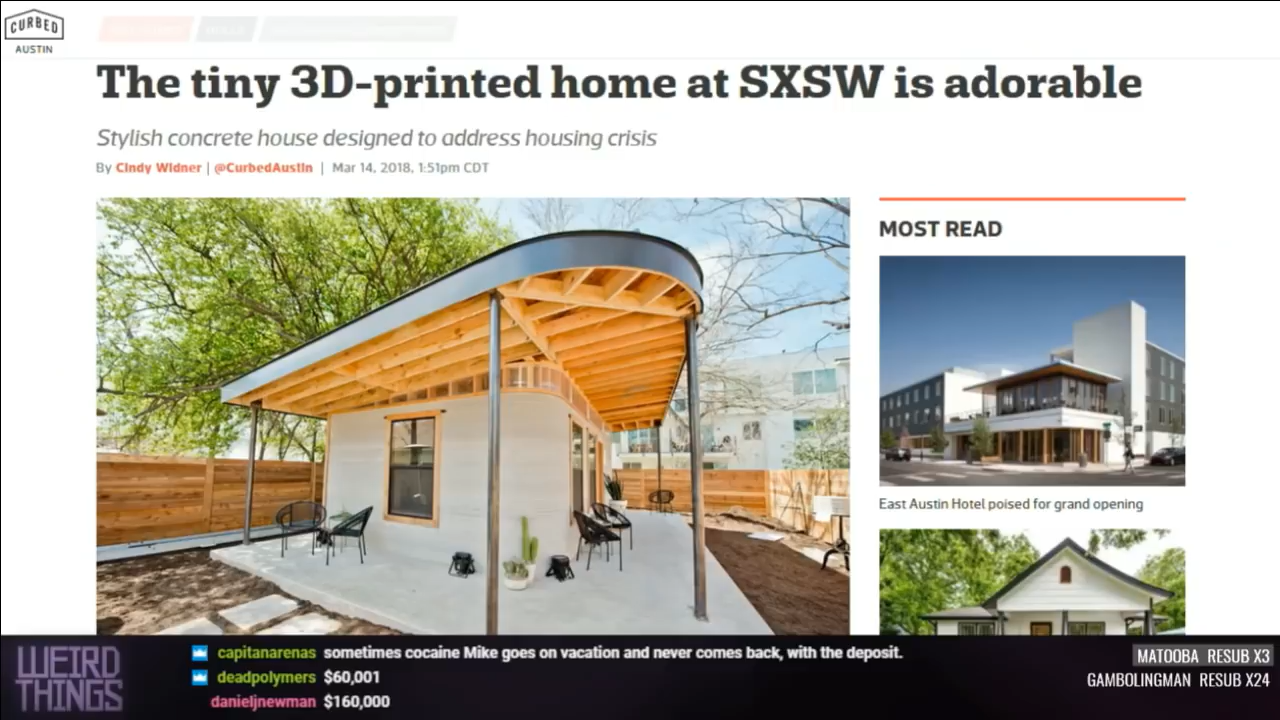 CURBED
AUSTIN
The tiny 3D-printed home at SXSW is adorable
Stylish concrete house designed to address housing crisis
By Cindy Widner | @CurbedAustin | Mar 14, 2018, 1:51pm CDT
MOST READ
East Austin Hotel poised for grand opening
WEIRD
THINGS
capitanarenas sometimes cocaine Mike goes on vacation and never comes back, with the deposit.
deadpolymers $60,001
danieljnewman $160,000
MATOOBA RESUB X3
GAMBOLINGMAN RESUB X24